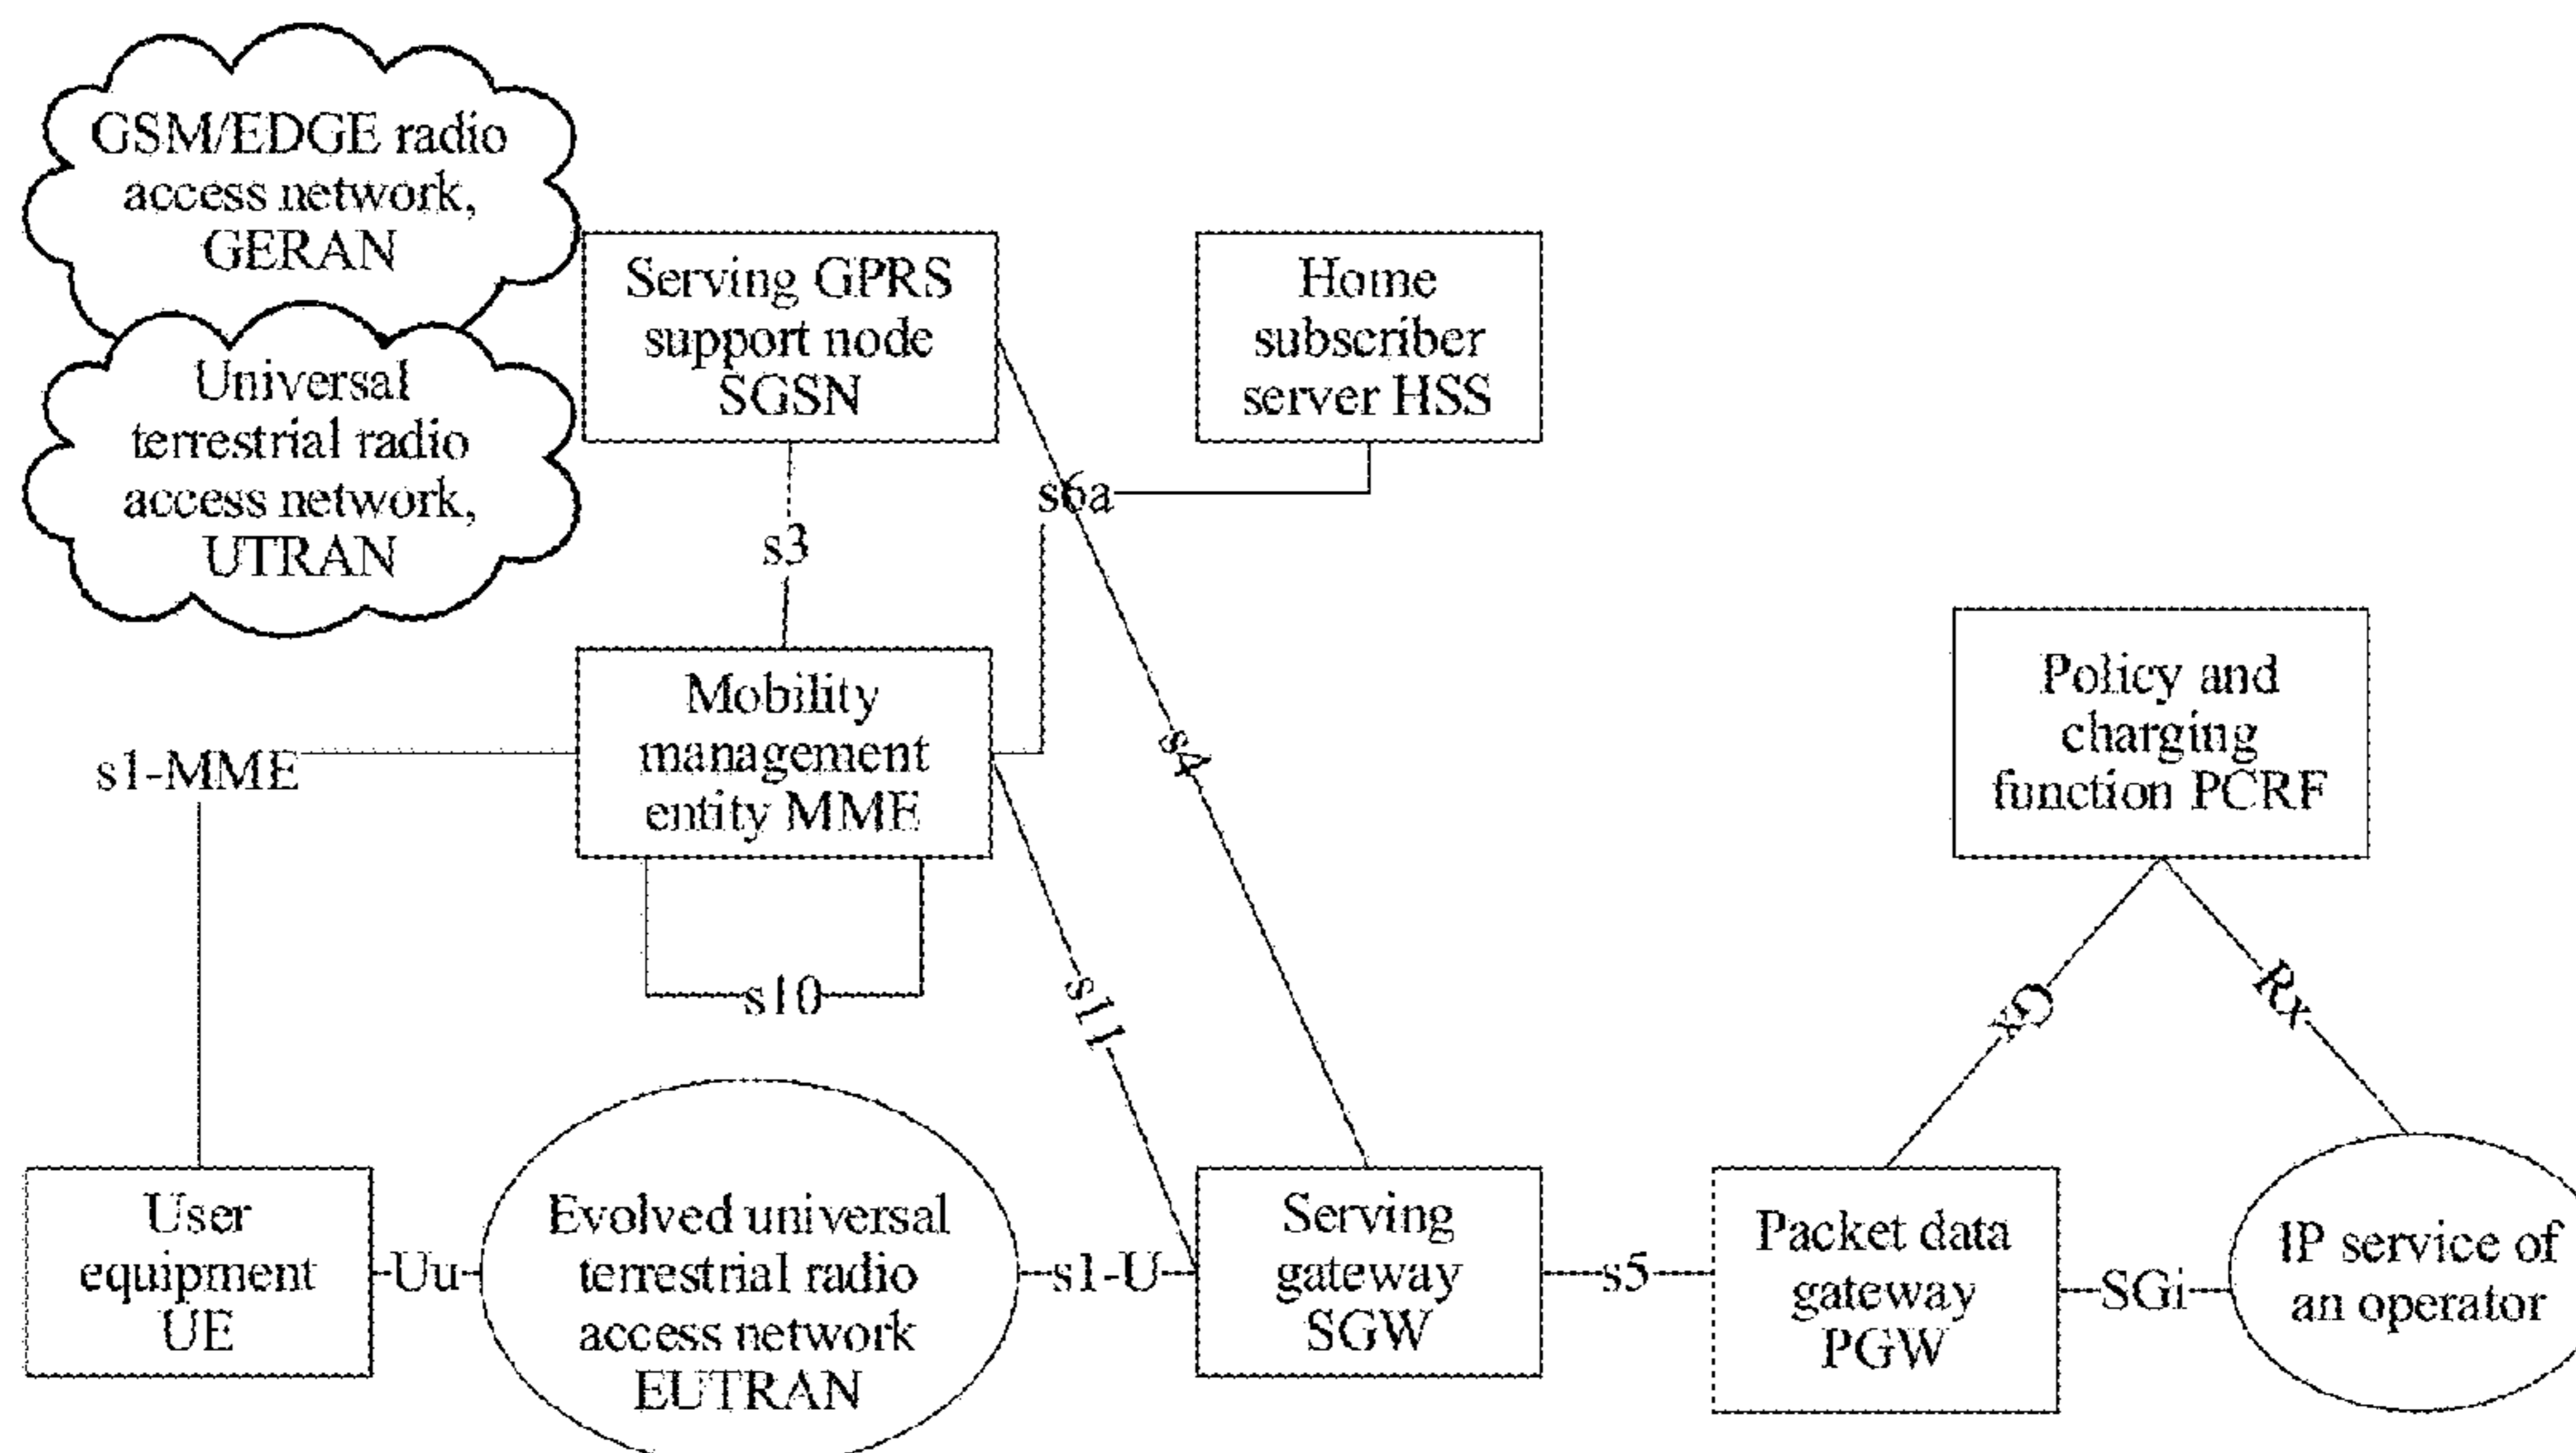 GSM/EDGE radio
access network,
GERAN
Universal
terrestrial radio
access network,
UTRAN
Serving GPRS
support node
SGSN
Home
subscriber
server HSS
s6a
s3
s4
Mobility
management
entity MME
s1-MME
s10
s11
Policy and
charging
function PCRF
Gx
Rx
User
equipment
UE
Uu
Evolved universal
terrestrial radio
access network
EUTRAN
s1-U
Serving
gateway
SGW
s5
Packet data
gateway
PGW
SGi
IP service of
an operator